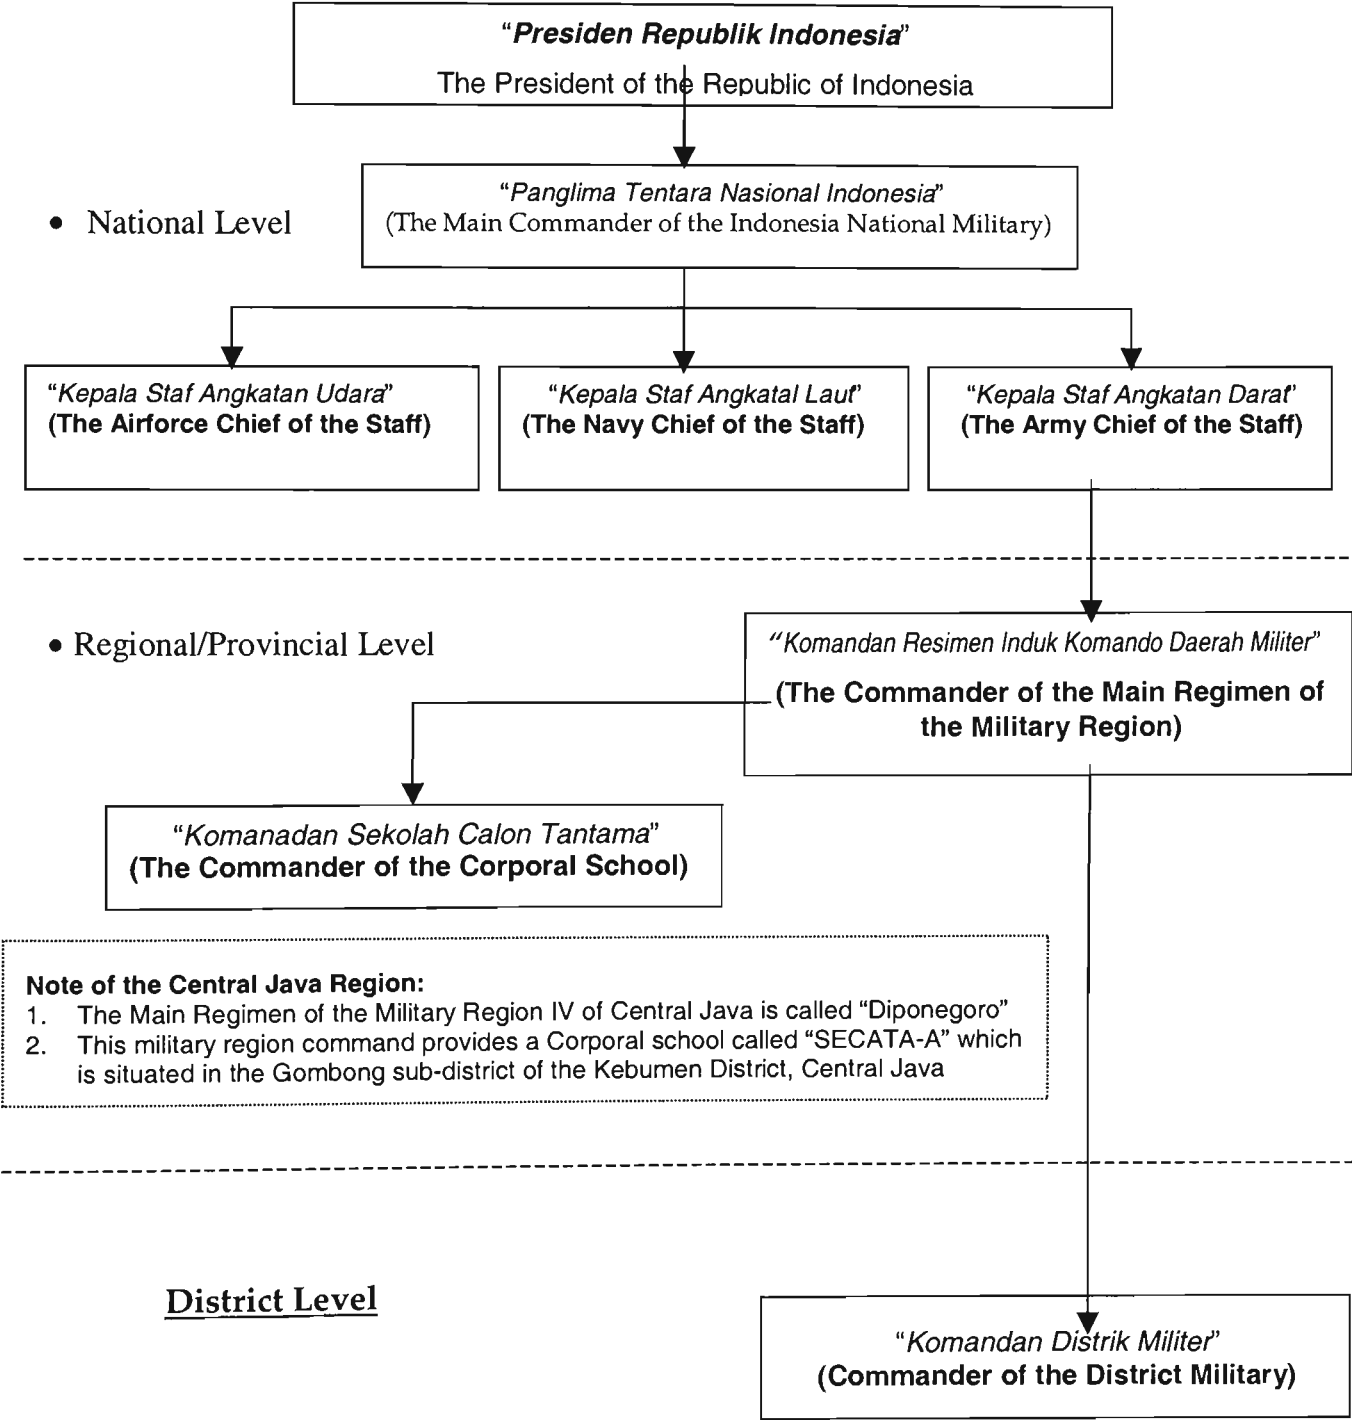 “Presiden Republik Indonesia”
The President of the Republic of Indonesia
“Panglima Tentara Nasional Indonesia”
(The Main Commander of the Indonesia National Military)
• National Level
“Kepala Staf Angkatan Udara”
(The Airforce Chief of the Staff)
“Kepala Staf Angkatal Laut”
(The Navy Chief of the Staff)
“Kepala Staf Angkatan Darat”
(The Army Chief of the Staff)
• Regional/Provincial Level
“Komandan Resimen Induk Komando Daerah Militer”
(The Commander of the Main Regimen of
the Military Region)
“Komanadan Sekolah Calon Tantama”
(The Commander of the Corporal School)
Note of the Central Java Region:
1. The Main Regimen of the Military Region IV of Central Java is called “Diponegoro”
2. This military region command provides a Corporal school called “SECATA-A” which
is situated in the Gombong sub-district of the Kebumen District, Central Java
District Level
“Komandan Distrik Militer”
(Commander of the District Military)